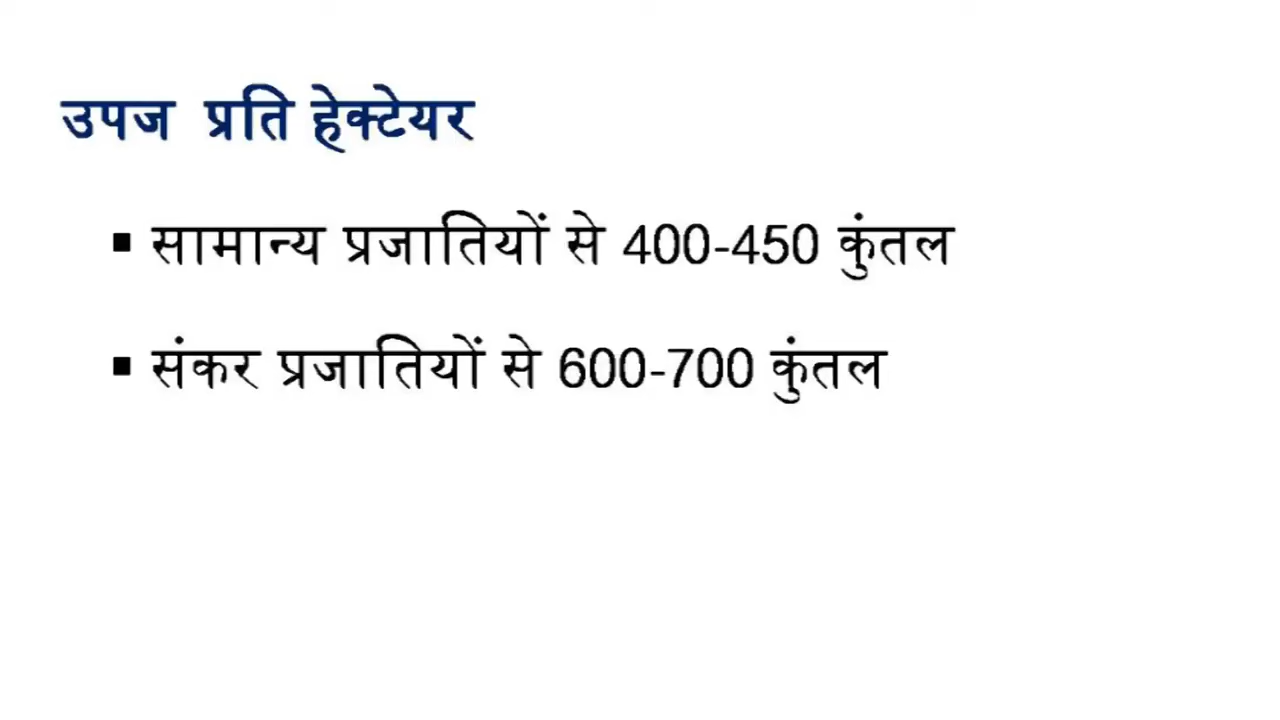 उपज प्रति हेक्टेयर
▪ सामान्य प्रजातियों से 400-450 कुंतल
▪ संकर प्रजातियों से 600-700 कुंतल